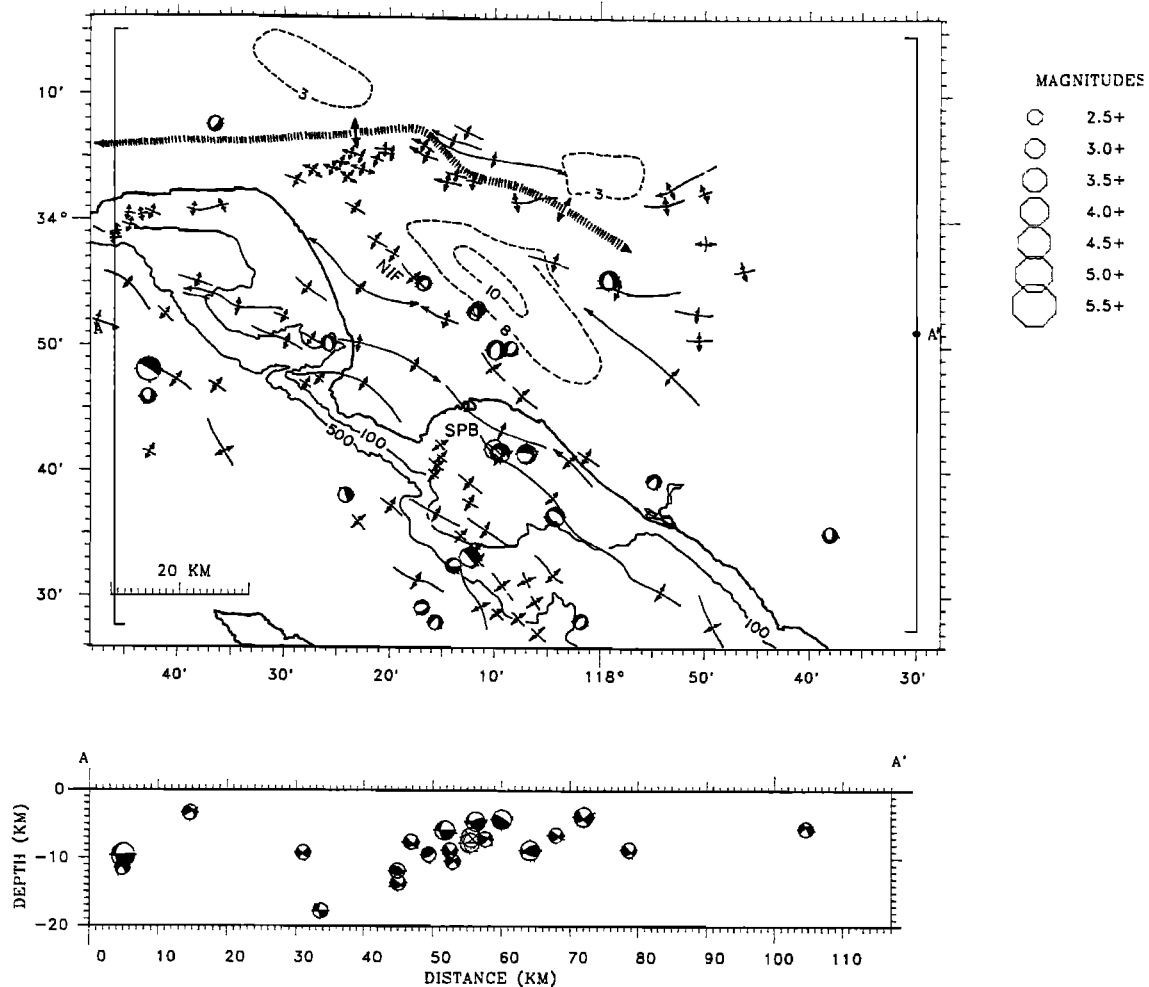 MAGNITUDES
2.5+
3.0+
3.5+
4.0+
4.5+
5.0+
5.5+
10'
34°
50'
40'
30'
3
3
NIF
10
8
A
A'
SPB
500
100
100
20 KM
40' 30' 20' 10' 118° 50' 40' 30'
A A'
0
-10
-20
DEPTH (KM)
0 10 20 30 40 50 60 70 80 90 100 110
DISTANCE (KM)